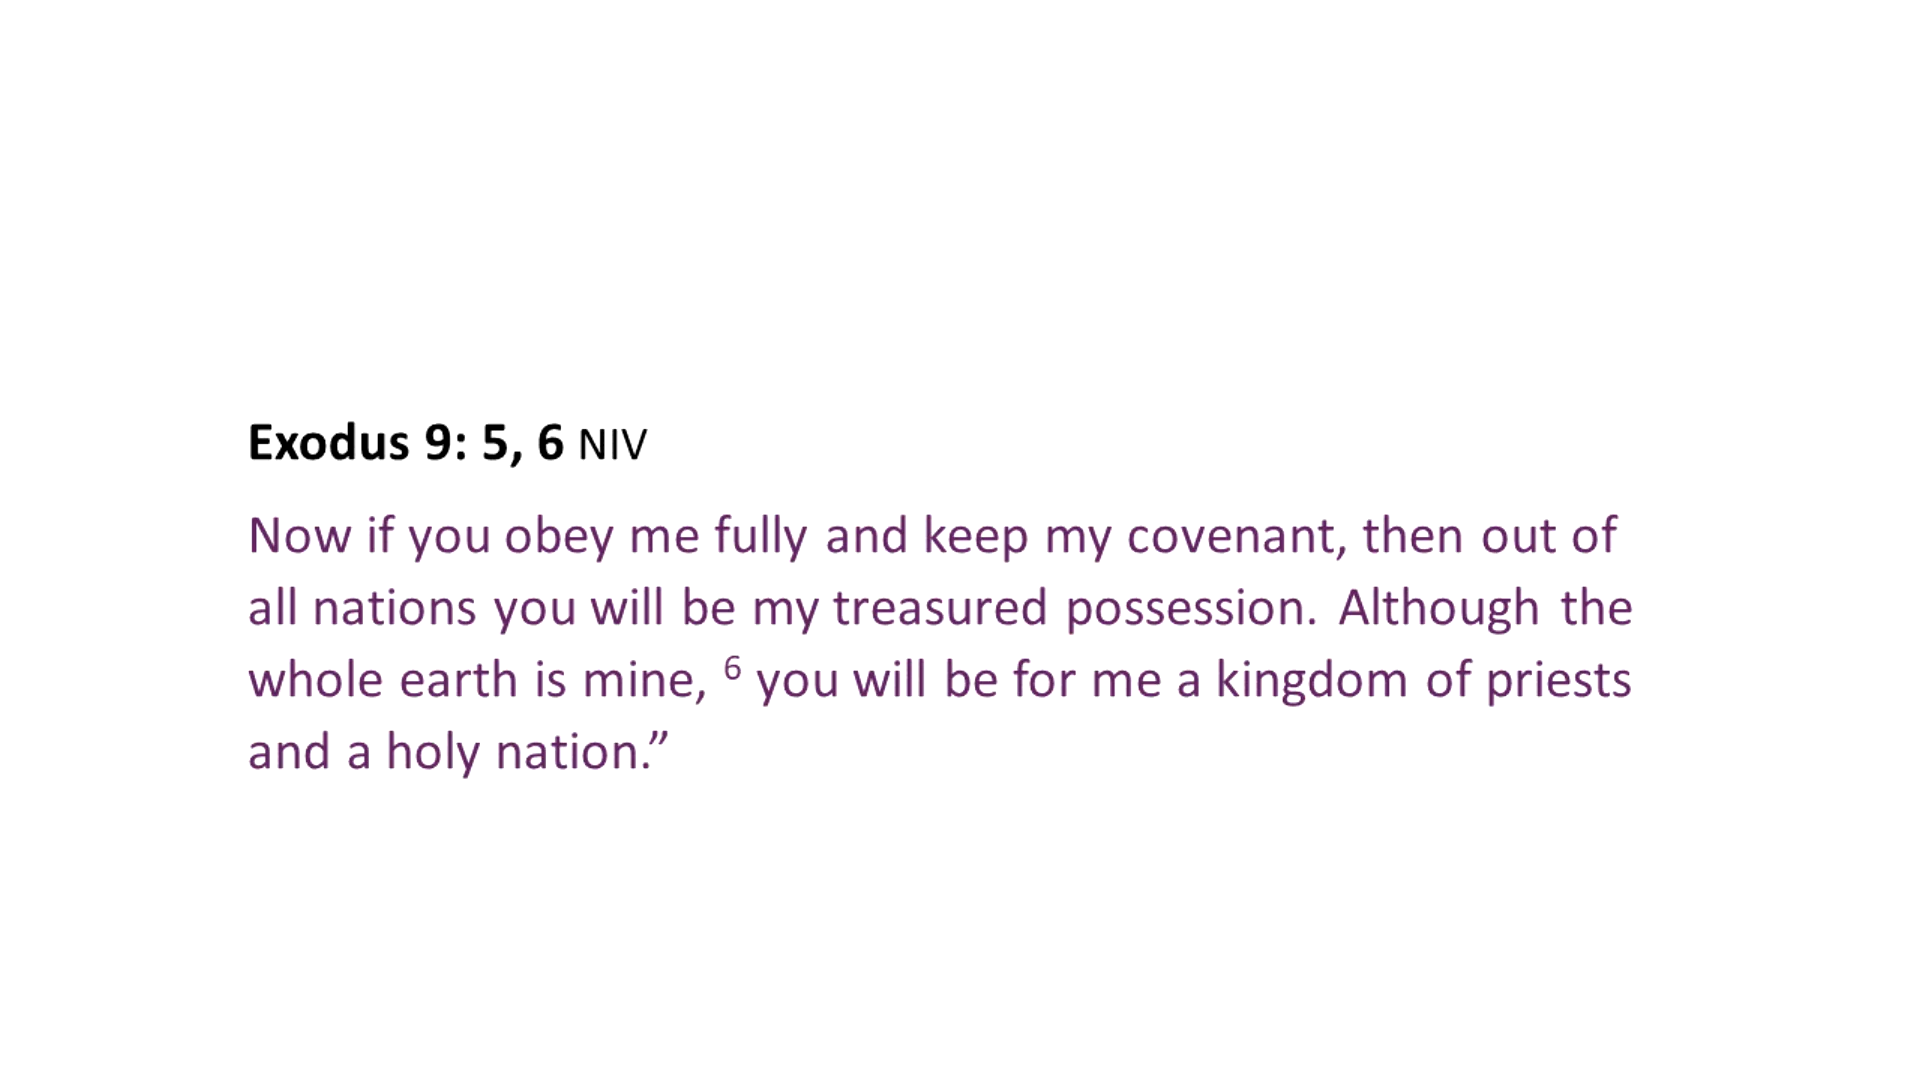 Exodus 9: 5, 6 NIV
Now if you obey me fully and keep my covenant, then out of
all nations you will be my treasured possession. Although the
whole earth is mine, ⁶ you will be for me a kingdom of priests
and a holy nation.”